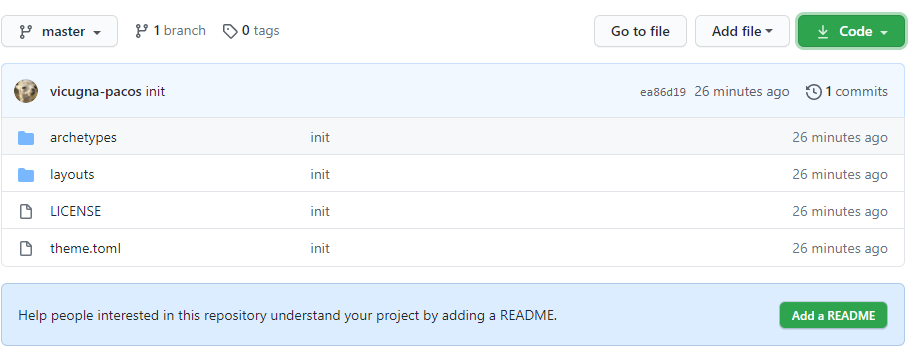 master 1 branch 0 tags Go to file Add file Code
vicugna-pacos init ea86d19 26 minutes ago 1 commits
archetypes init 26 minutes ago
layouts init 26 minutes ago
LICENSE init 26 minutes ago
theme.toml init 26 minutes ago
Help people interested in this repository understand your project by adding a README. Add a README